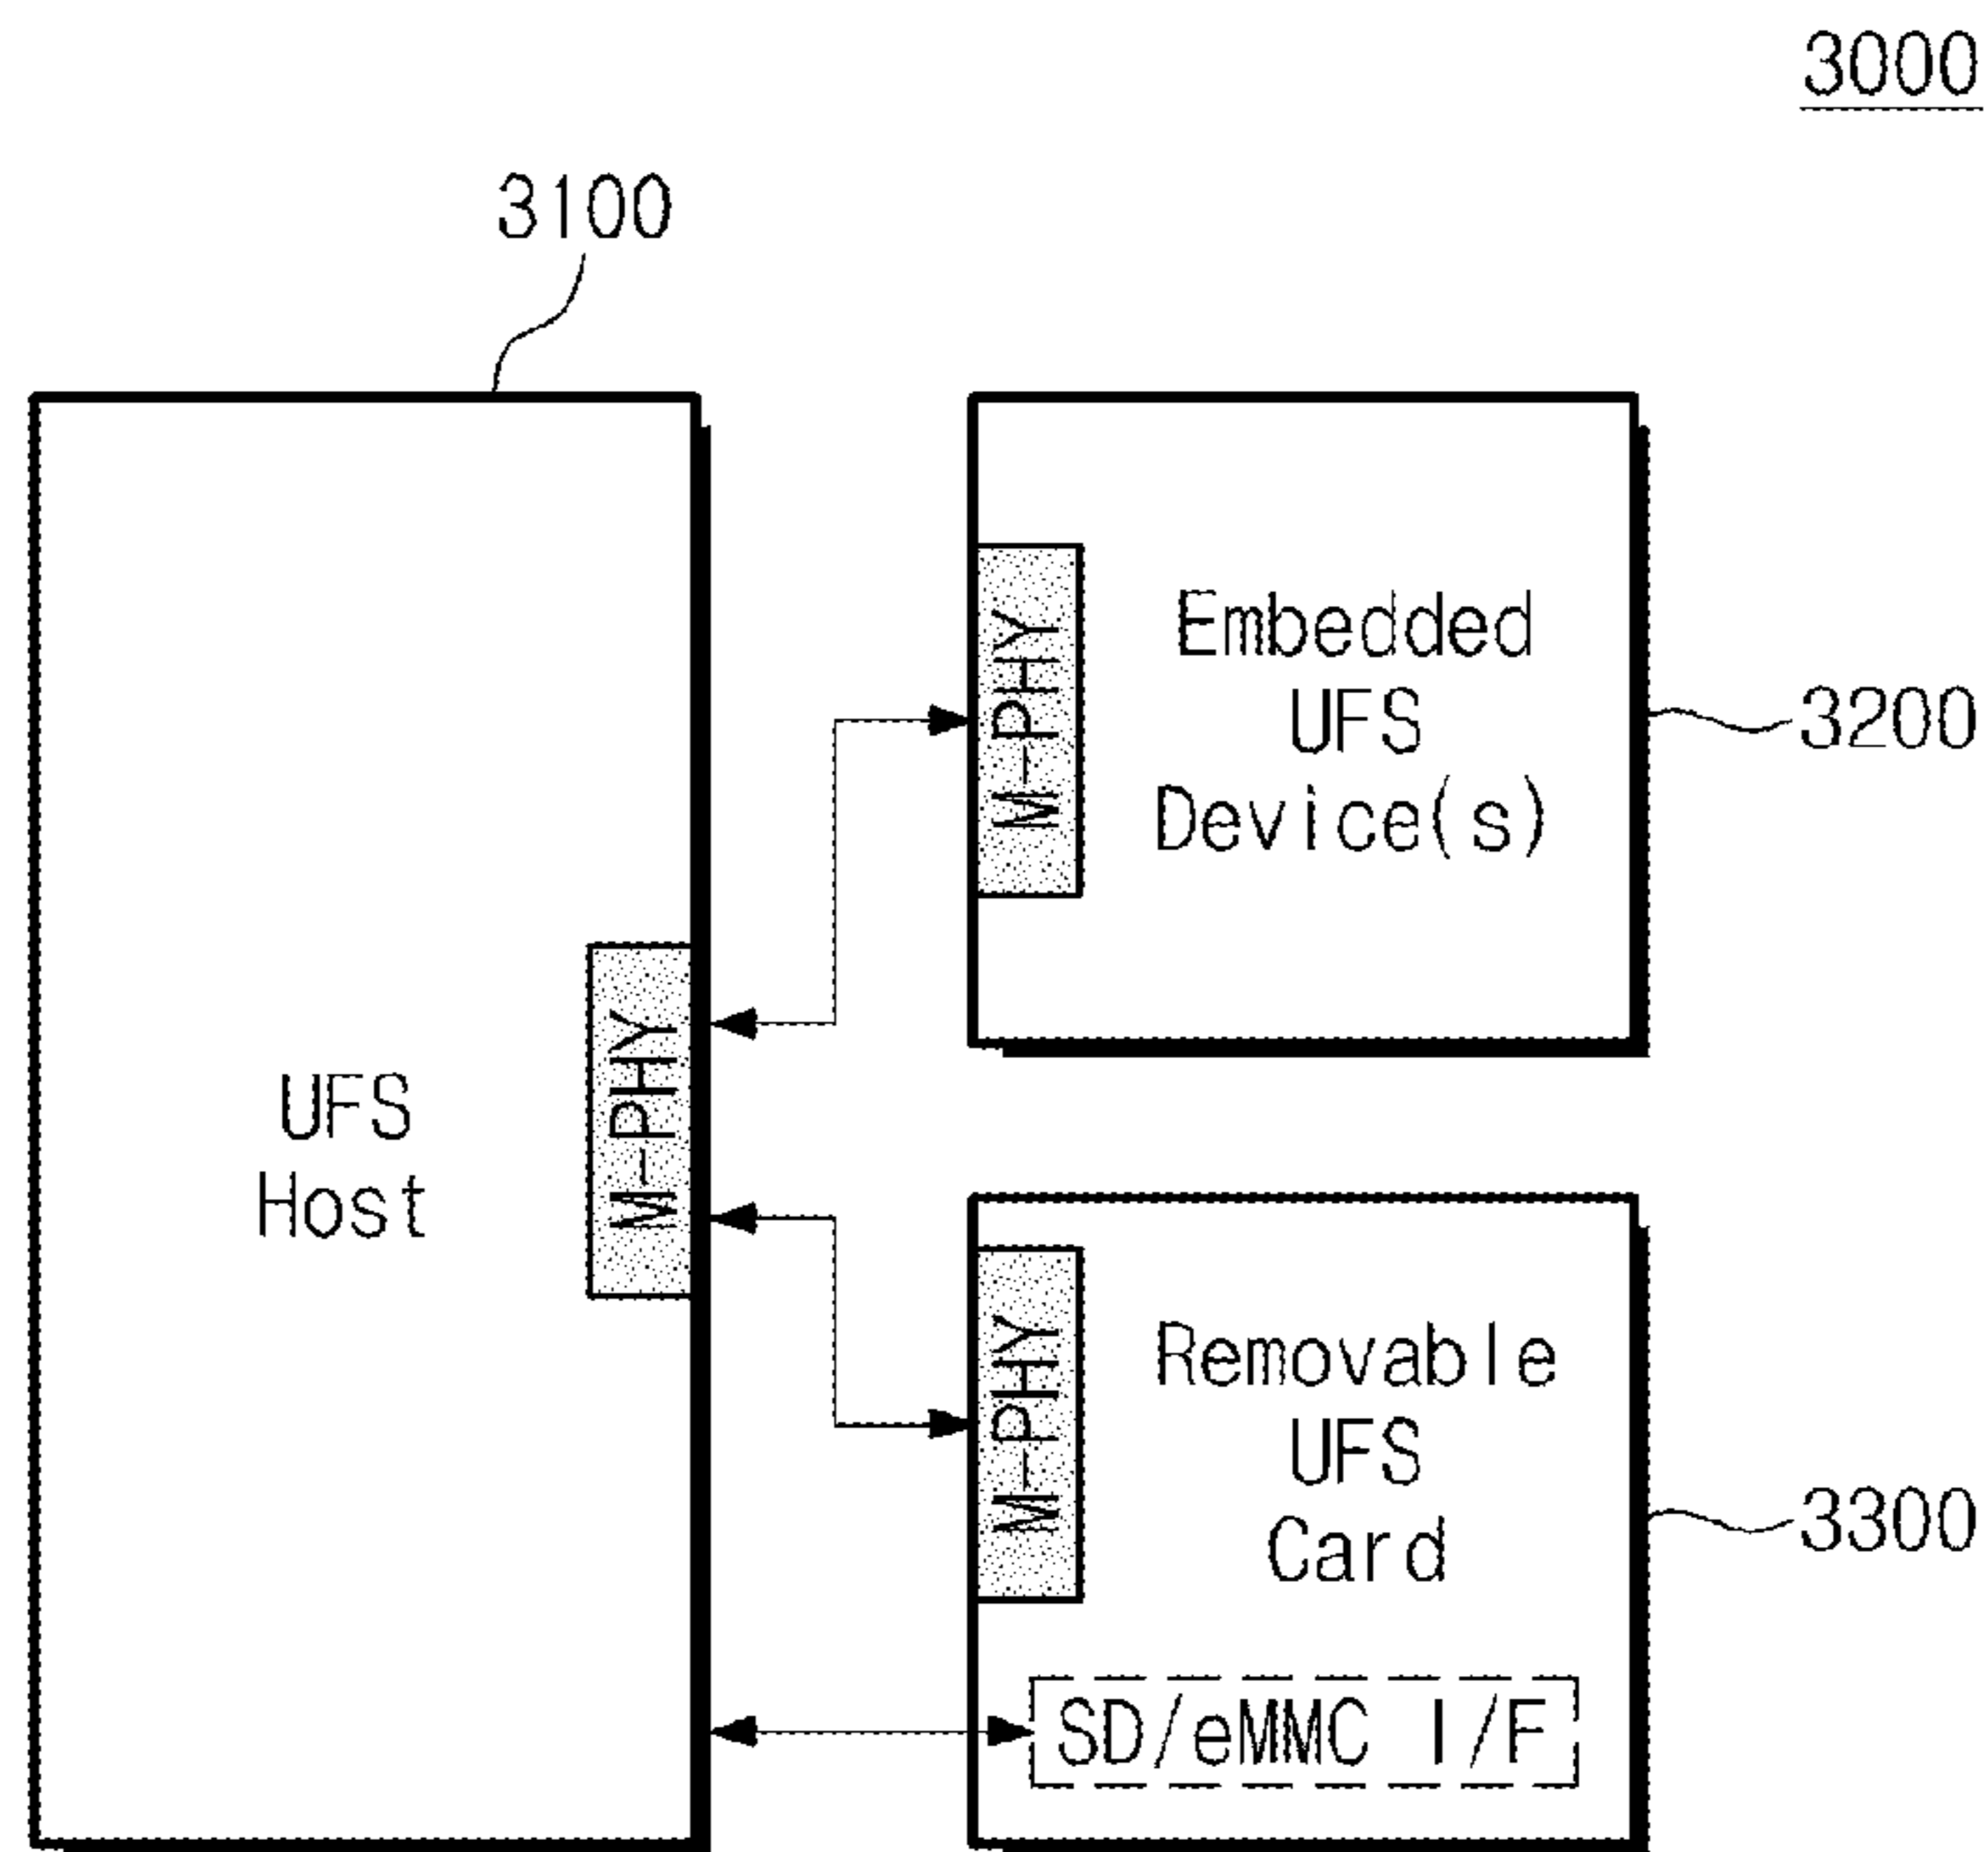 3000
3100
UFS
Host
M-PHY
M-PHY
Embedded
UFS
Device(s)
3200
M-PHY
Removable
UFS
Card
3300
SD/eMMC I/F